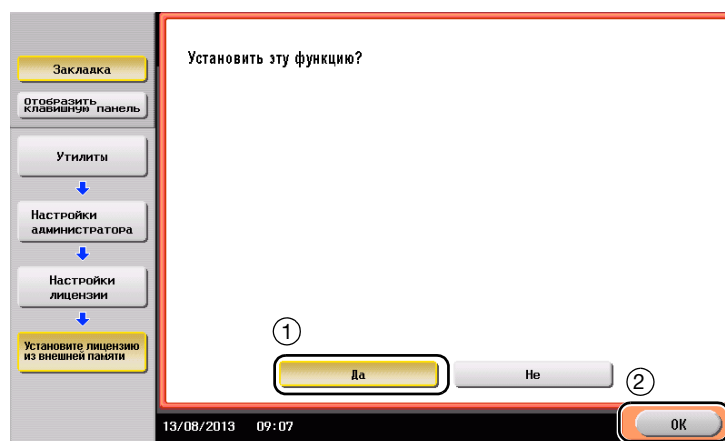 Закладка
Отобразить
клавишную панель
Утилиты
Настройки
администратора
Настройки
лицензии
Установите лицензию
из внешней памяти
Установить эту функцию?
1
Да
Не
2
OK
13/08/2013 09:07